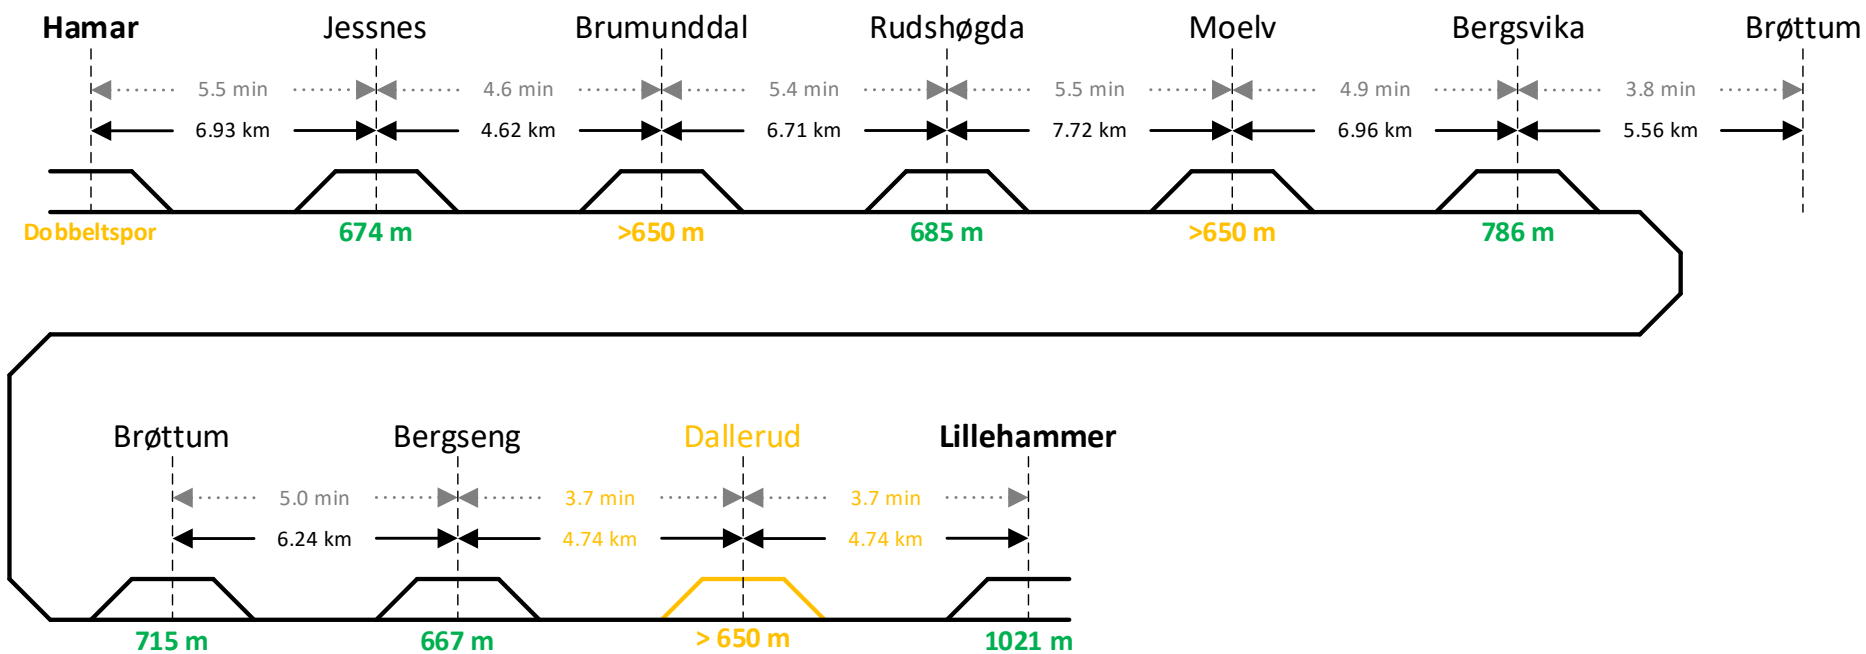 Hamar Jessnes Brumunddal Rudshøgda Moelv Bergsvika Brøttum
5.5 min 4.6 min 5.4 min 5.5 min 4.9 min 3.8 min
6.93 km 4.62 km 6.71 km 7.72 km 6.96 km 5.56 km
Dobbeltspor 674 m >650 m 685 m >650 m 786 m
Brøttum Bergseng Dallerud Lillehammer
5.0 min 3.7 min 3.7 min
6.24 km 4.74 km 4.74 km
715 m 667 m > 650 m 1021 m